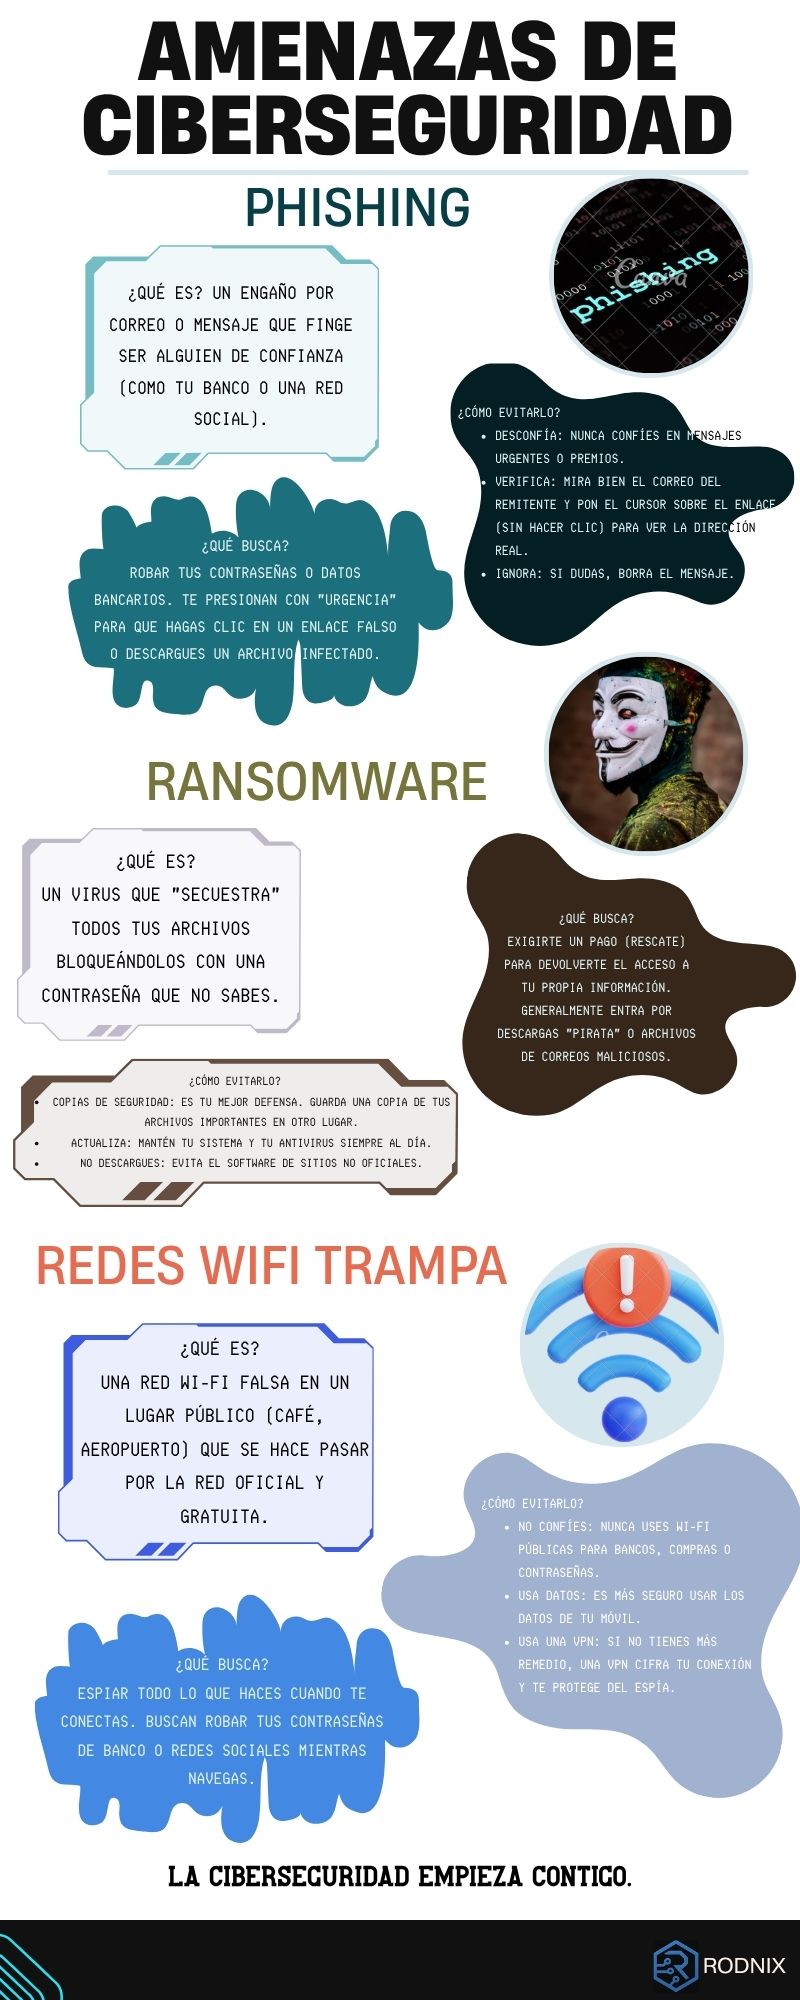 AMENAZAS DE
CIBERSEGURIDAD
PHISHING
phishing
Canva
¿QUÉ ES? UN ENGAÑO POR
CORREO O MENSAJE QUE FINGE
SER ALGUIEN DE CONFIANZA
(COMO TU BANCO O UNA RED
SOCIAL).
¿CÓMO EVITARLO?
• DESCONFÍA: NUNCA CONFÍES EN MENSAJES
URGENTES O PREMIOS.
• VERIFICA: MIRA BIEN EL CORREO DEL
REMITENTE Y PON EL CURSOR SOBRE EL ENLACE
(SIN HACER CLIC) PARA VER LA DIRECCIÓN
REAL.
• IGNORA: SI DUDAS, BORRA EL MENSAJE.
¿QUÉ BUSCA?
ROBAR TUS CONTRASEÑAS O DATOS
BANCARIOS. TE PRESIONAN CON "URGENCIA"
PARA QUE HAGAS CLIC EN UN ENLACE FALSO
O DESCARGUES UN ARCHIVO INFECTADO.
RANSOMWARE
¿QUÉ ES?
UN VIRUS QUE "SECUESTRA"
TODOS TUS ARCHIVOS
BLOQUEÁNDOLOS CON UNA
CONTRASEÑA QUE NO SABES.
¿QUÉ BUSCA?
EXIGIRTE UN PAGO (RESCATE)
PARA DEVOLVERTE EL ACCESO A
TU PROPIA INFORMACIÓN.
GENERALMENTE ENTRA POR
DESCARGAS "PIRATA" O ARCHIVOS
DE CORREOS MALICIOSOS.
¿CÓMO EVITARLO?
• COPIAS DE SEGURIDAD: ES TU MEJOR DEFENSA. GUARDA UNA COPIA DE TUS
ARCHIVOS IMPORTANTES EN OTRO LUGAR.
• ACTUALIZA: MANTÉN TU SISTEMA Y TU ANTIVIRUS SIEMPRE AL DÍA.
• NO DESCARGUES: EVITA EL SOFTWARE DE SITIOS NO OFICIALES.
REDES WIFI TRAMPA
!
¿QUÉ ES?
UNA RED WI-FI FALSA EN UN
LUGAR PÚBLICO (CAFÉ,
AEROPUERTO) QUE SE HACE PASAR
POR LA RED OFICIAL Y
GRATUITA.
¿CÓMO EVITARLO?
• NO CONFÍES: NUNCA USES WI-FI
PÚBLICAS PARA BANCOS, COMPRAS O
CONTRASEÑAS.
• USA DATOS: ES MÁS SEGURO USAR LOS
DATOS DE TU MÓVIL.
• USA UNA VPN: SI NO TIENES MÁS
REMEDIO, UNA VPN CIFRA TU CONEXIÓN
Y TE PROTEGE DEL ESPÍA.
¿QUÉ BUSCA?
ESPIAR TODO LO QUE HACES CUANDO TE
CONECTAS. BUSCAN ROBAR TUS CONTRASEÑAS
DE BANCO O REDES SOCIALES MIENTRAS
NAVEGAS.
LA CIBERSEGURIDAD EMPIEZA CONTIGO.
RODNIX